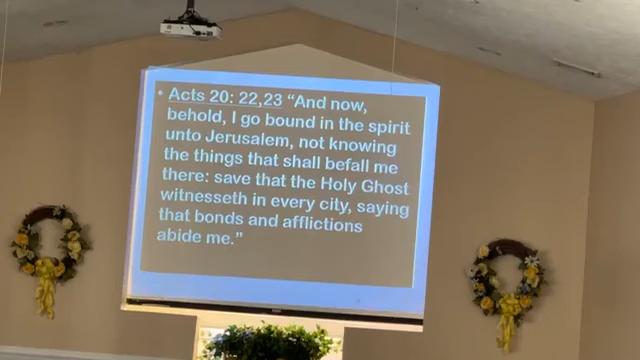 • Acts 20: 22,23 “And now,
behold, I go bound in the spirit
unto Jerusalem, not knowing
the things that shall befall me
there: save that the Holy Ghost
witnesseth in every city, saying
that bonds and afflictions
abide me.”